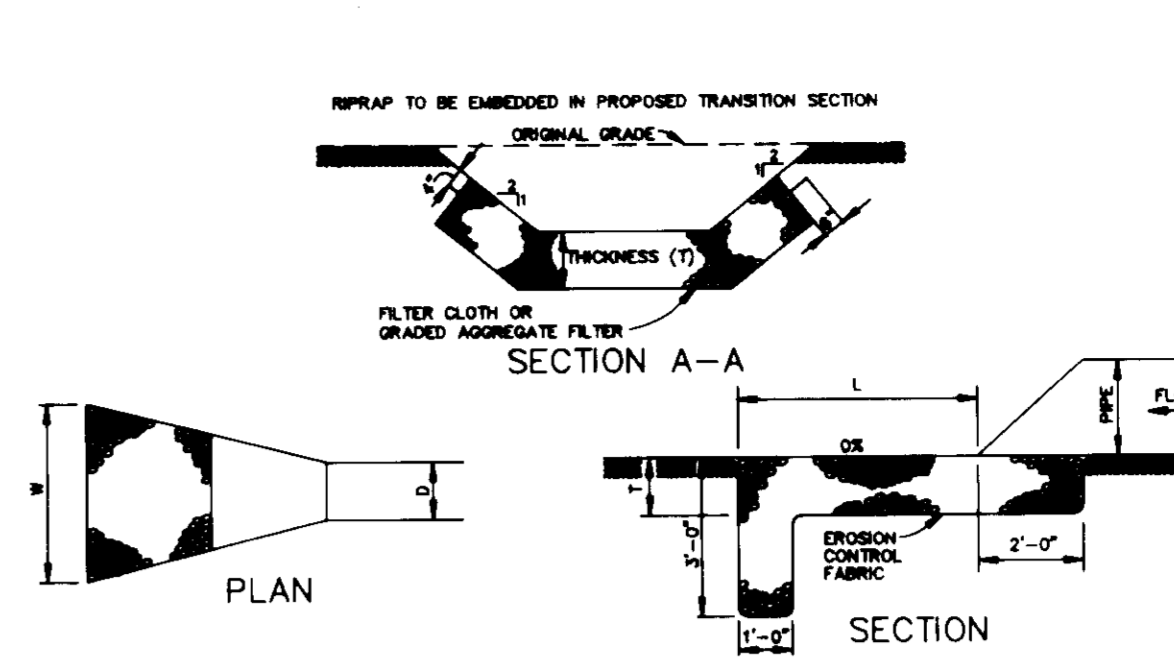 RIPRAP TO BE EMBEDDED IN PROPOSED TRANSITION SECTION
ORIGINAL GRADE
2
1
2
1
THICKNESS (T)
FILTER CLOTH OR
GRADED AGGREGATE FILTER
SECTION A-A
L
PIPE
FL
W
D
0%
T
3'-0"
EROSION
CONTROL
FABRIC
2'-0"
PLAN
1'-0"
SECTION